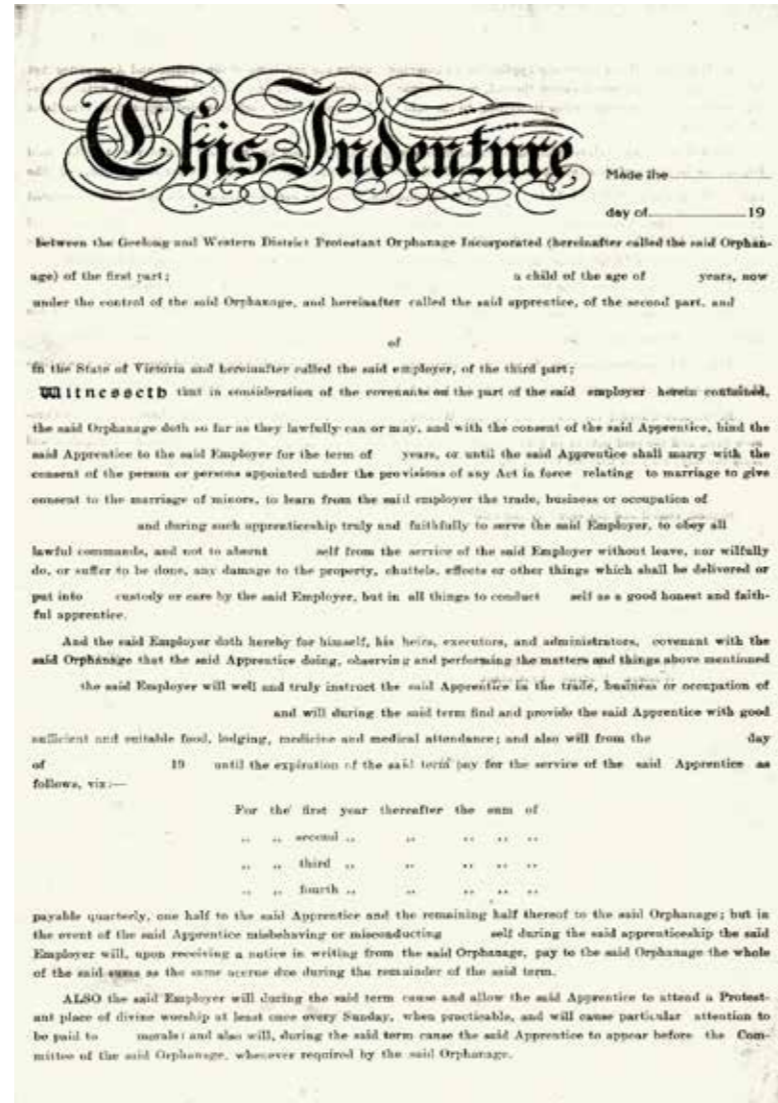 This Indenture, Made the
day of 19
between the Geelong and Western District Protestant Orphanage Incorporated (hereinafter called the said Orphan-
age) of the first part; a child of the age of years, now
under the control of the said Orphanage, and hereinafter called the said apprentice, of the second part, and
of
in the State of Victoria and hereinafter called the said employer, of the third part;
Witnesseth that in consideration of the covenants on the part of the said employer herein contained,
the said Orphanage doth so far as they lawfully can or may, and with the consent of the said Apprentice, bind the
said Apprentice to the said Employer for the term of years, or until the said Apprentice shall marry with the
consent of the person or persons appointed under the provisions of any Act in force relating to marriage to give
consent to the marriage of minors, to learn from the said employer the trade, business or occupation of
and during such apprenticeship truly and faithfully to serve the said Employer, to obey all
lawful commands, and not to absent self from the service of the said Employer without leave, nor wilfully
do, or suffer to be done, any damage to the property, chattels, effects or other things which shall be delivered or
put into custody or care by the said Employer, but in all things to conduct self as a good honest and faith-
ful apprentice.
And the said Employer doth hereby for himself, his heirs, executors, and administrators, covenant with the
said Orphanage that the said Apprentice doing, observing and performing the matters and things above mentioned
the said Employer will well and truly instruct the said Apprentice in the trade, business or occupation of
and will during the said term find and provide the said Apprentice with good
sufficient and suitable food, lodging, medicine and medical attendance; and also will from the day
of 19 until the expiration of the said term pay for the service of the said Apprentice as
follows, viz:—
For the first year thereafter the sum of
,, ,, second ,, ,, ,, ,, ,,
,, ,, third ,, ,, ,, ,, ,,
,, ,, fourth ,, ,, ,, ,, ,,
payable quarterly, one half to the said Apprentice and the remaining half thereof to the said Orphanage; but in
the event of the said Apprentice misbehaving or misconducting self during the said apprenticeship the said
Employer will, upon receiving a notice in writing from the said Orphanage, pay to the said Orphanage the whole
of the said sums as the same accrue due during the remainder of the said term.
ALSO the said Employer will during the said term cause and allow the said Apprentice to attend a Protest-
ant place of divine worship at least once every Sunday, when practicable, and will cause particular attention to
be paid to morals; and also will, during the said term cause the said Apprentice to appear before the Com-
mittee of the said Orphanage, whenever required by the said Orphanage.